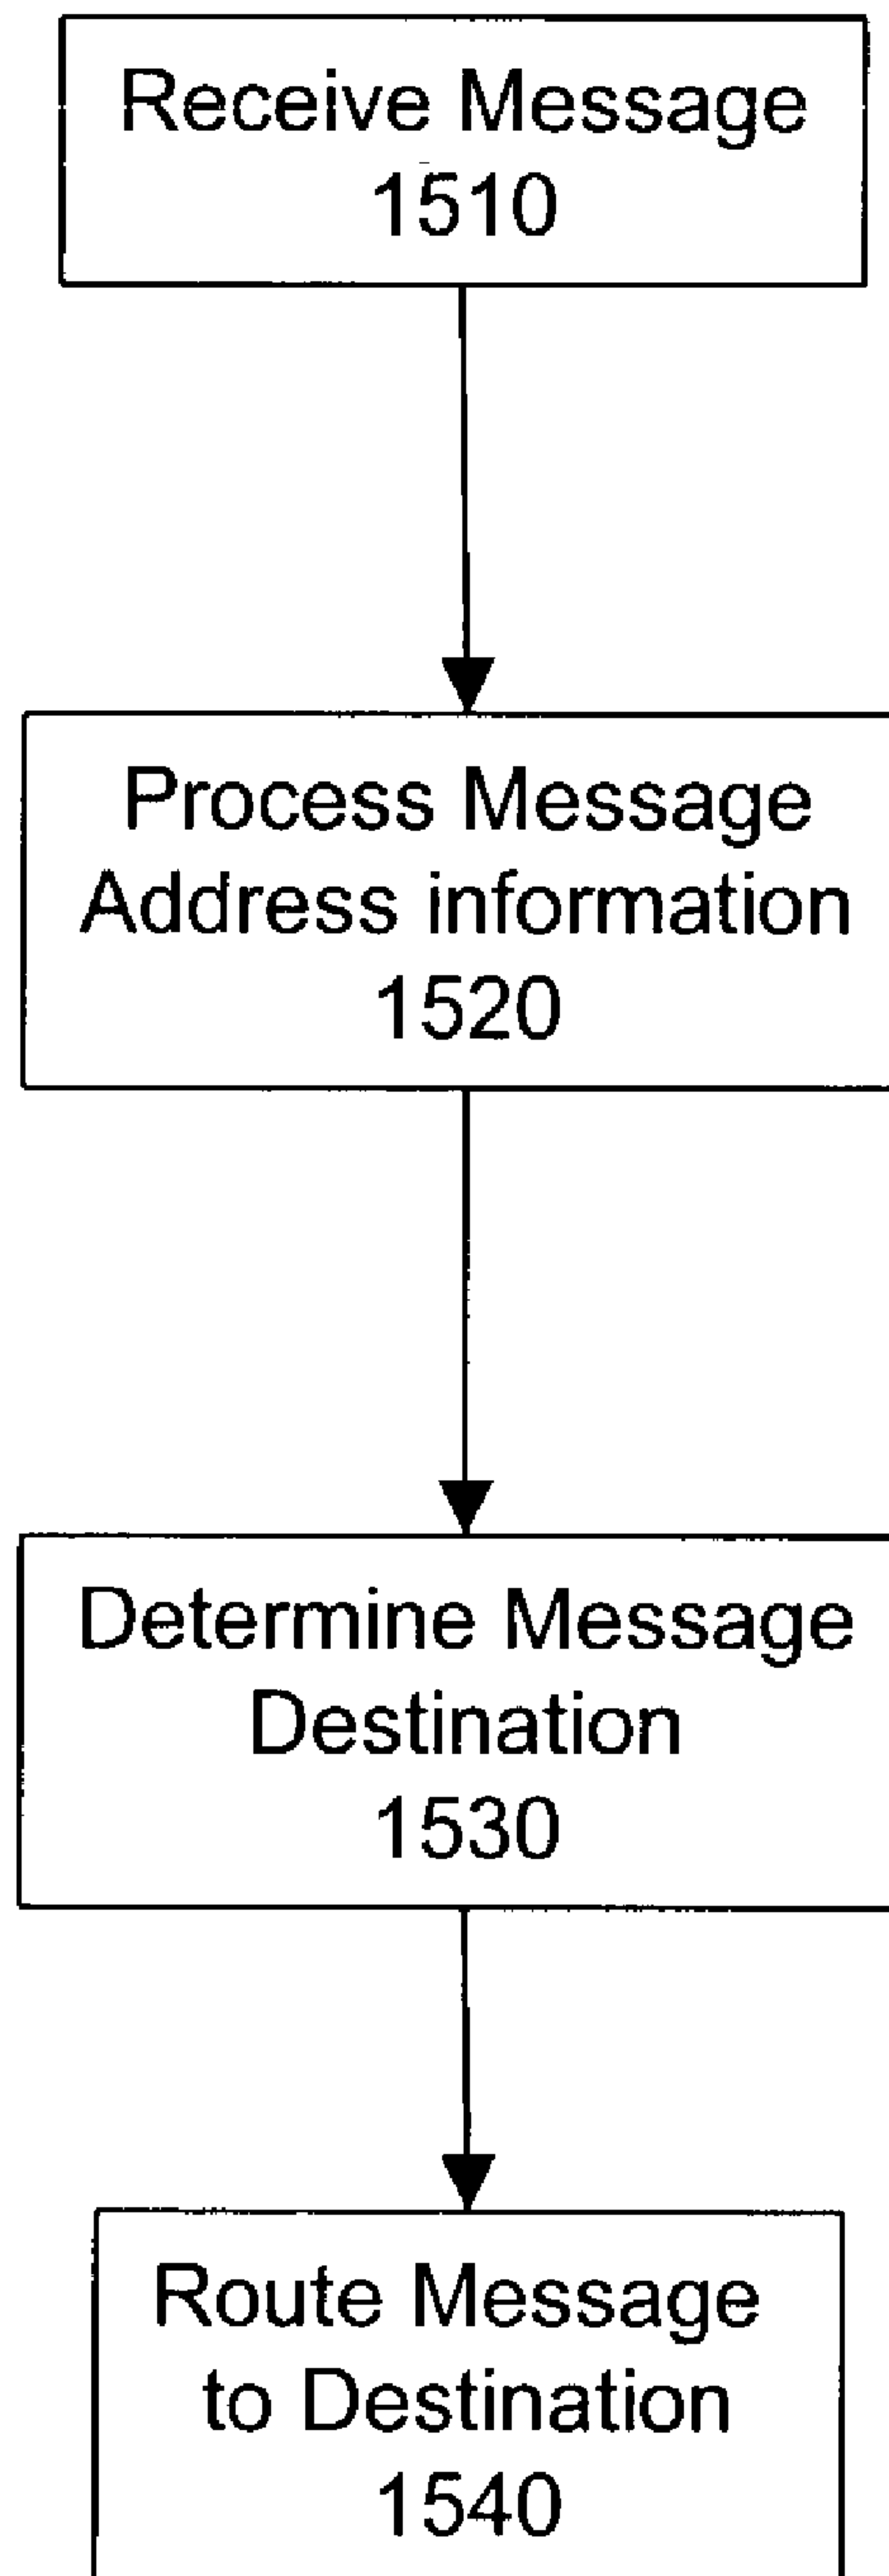 Receive Message
1510
Process Message
Address information
1520
Determine Message
Destination
1530
Route Message
to Destination
1540